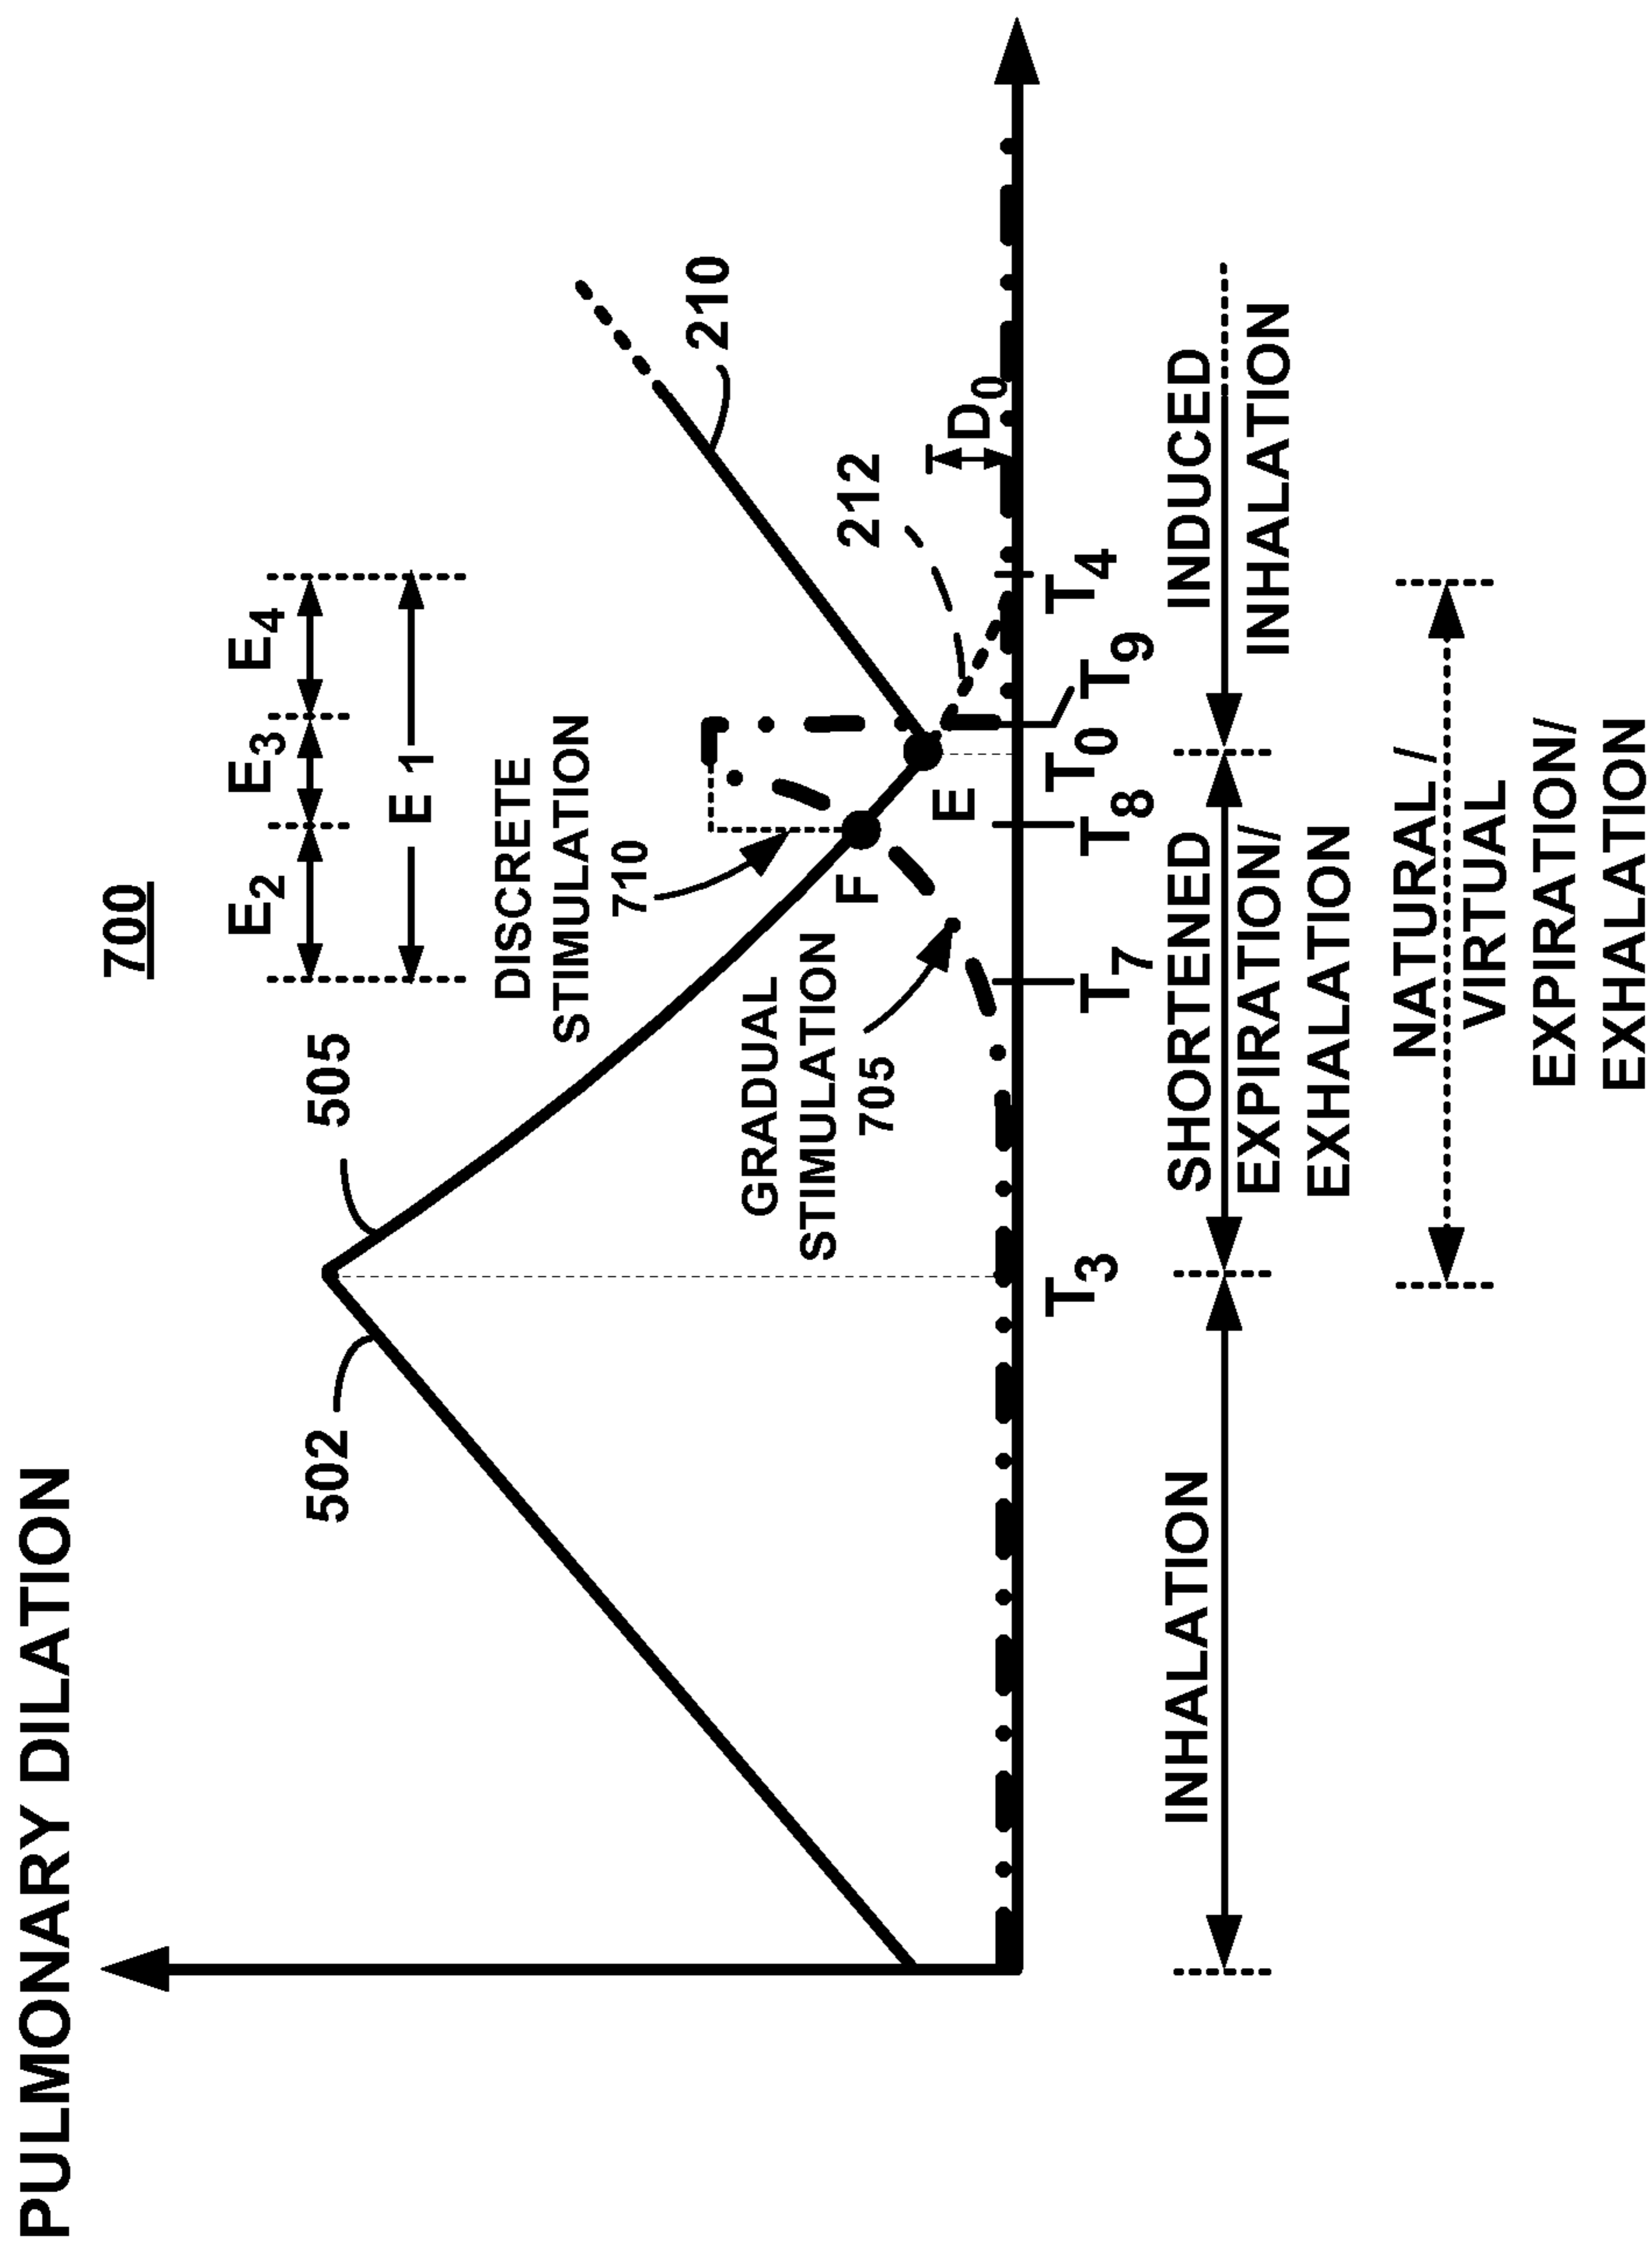 PULMONARY DILATION
700
E2
E3
E4
E1
502
505
DISCRETE
STIMULATION
710
210
GRADUAL
STIMULATION
705
212
F
E
D0
T3
T7
T8
T0
T9
T4
INHALATION
SHORTENED
EXPIRATION/
EXHALATION
INDUCED
INHALATION
NATURAL /
VIRTUAL
EXPIRATION/
EXHALATION